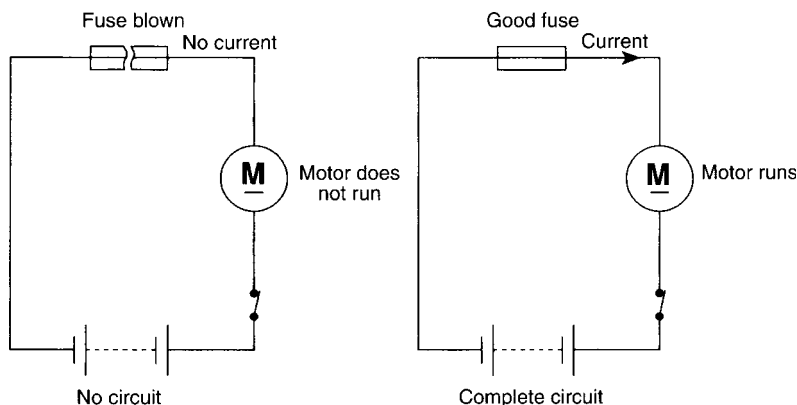 Fuse blown
No current
M
Motor does
not run
No circuit
Good fuse
Current
M
Motor runs
Complete circuit